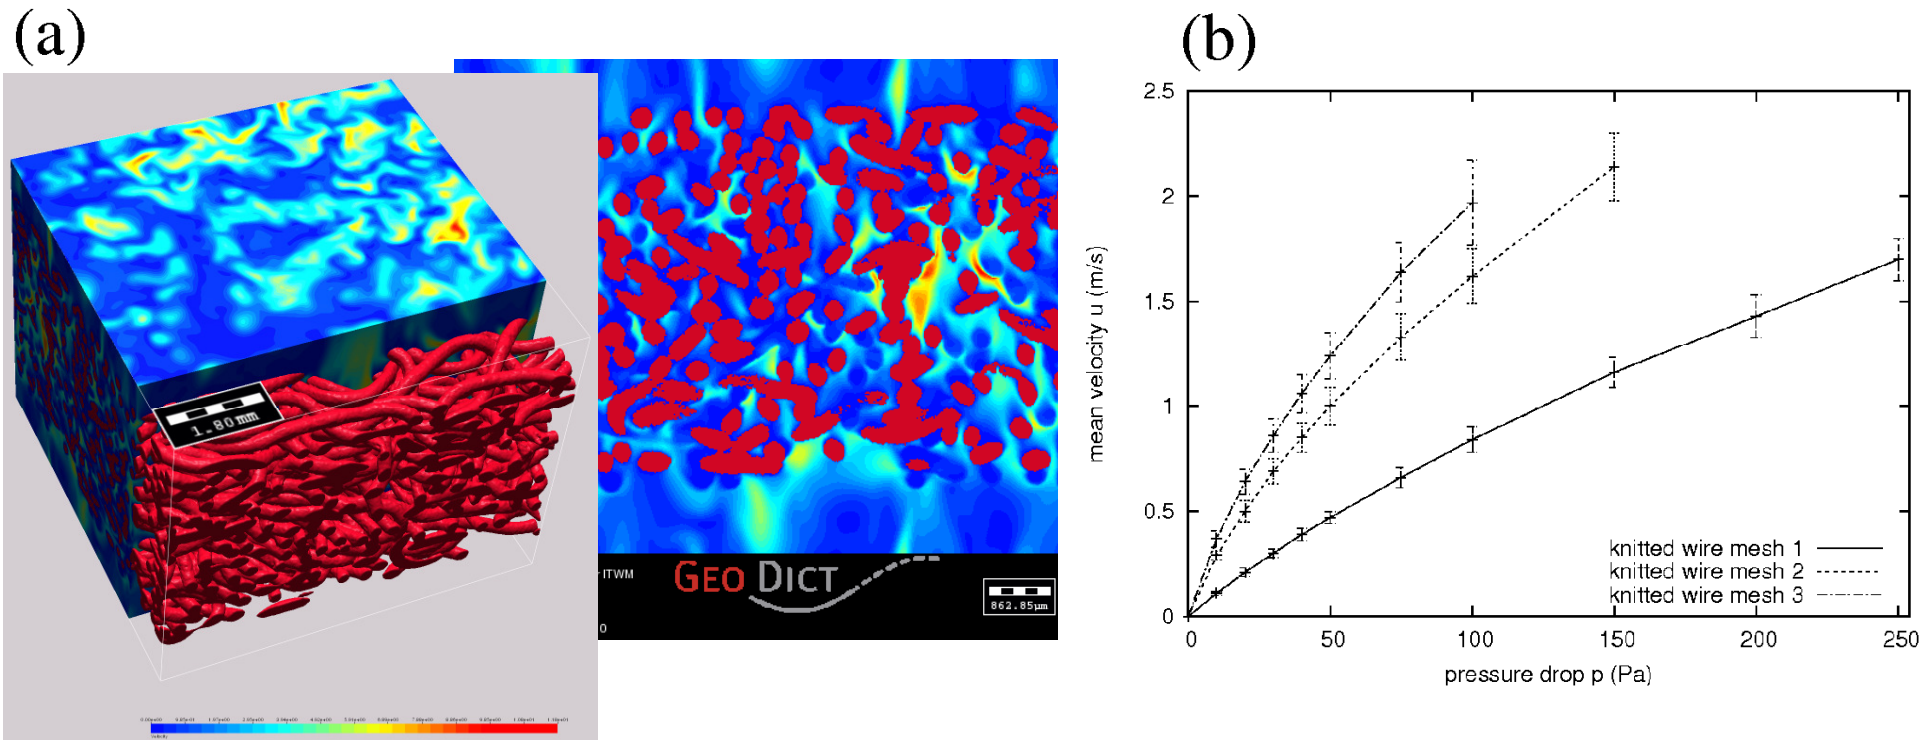 (a)
1.80mm
ITWM
GEO DICT
862.85µm
0
Velocity
(b)
2.5
2
1.5
1
0.5
0
0 50 100 150 200 250
mean velocity u (m/s)
pressure drop p (Pa)
knitted wire mesh 1
knitted wire mesh 2
knitted wire mesh 3